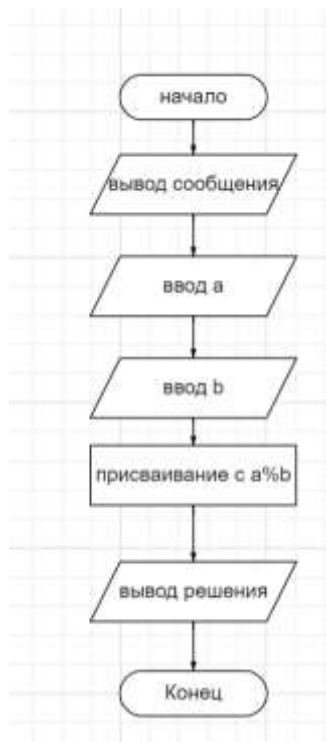 начало
вывод сообщения
ввод a
ввод b
присваивание с a%b
вывод решения
Конец